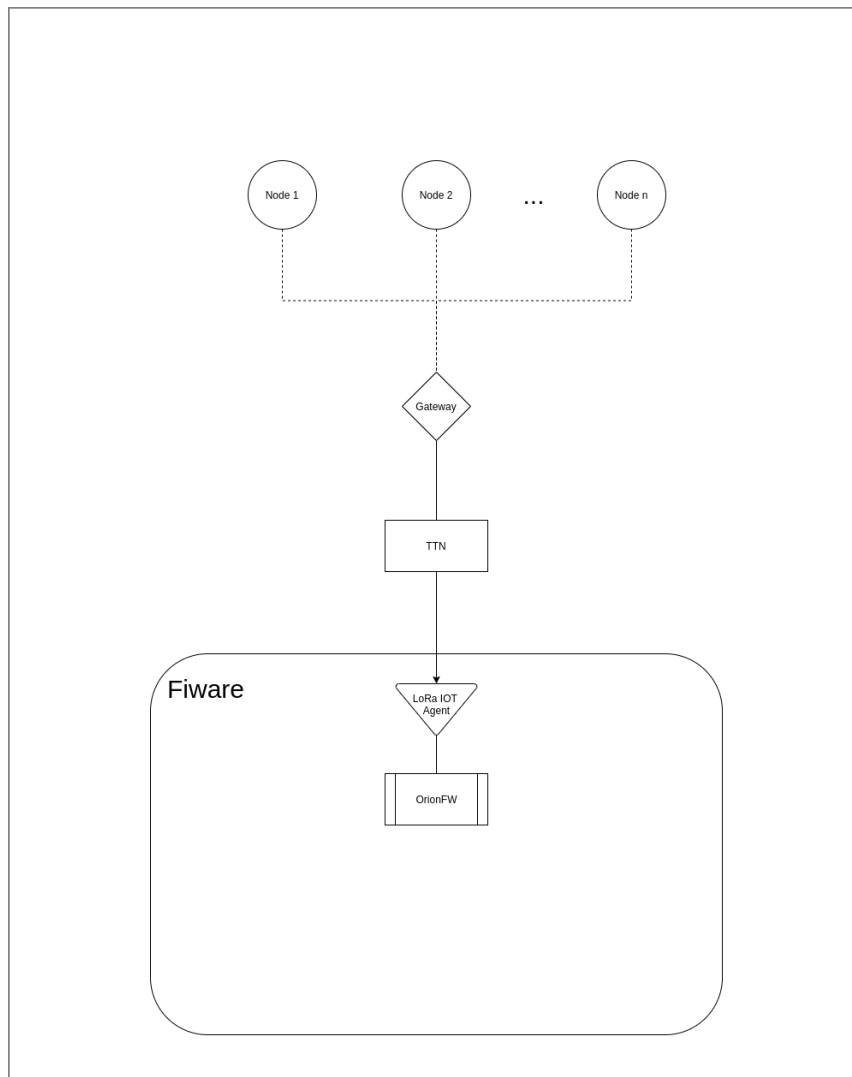 Node 1
Node 2
...
Node n
Gateway
TTN
Fiware
LoRa IOT
Agent
OrionFW